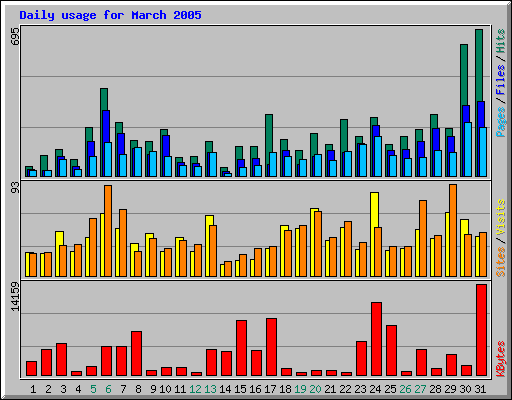 Daily usage for March 2005
695
Pages / Files / Hits
93
Sites / Visits
14159
KBytes
1 2 3 4 5 6 7 8 9 10 11 12 13 14 15 16 17 18 19 20 21 22 23 24 25 26 27 28 29 30 31